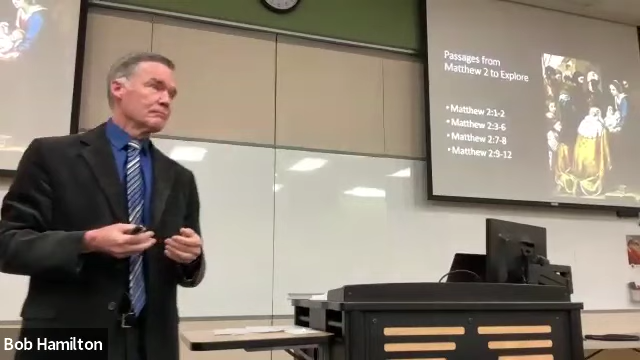 Passages from
Matthew 2 to Explore
• Matthew 2:1-2
• Matthew 2:3-6
• Matthew 2:7-8
• Matthew 2:9-12
Bob Hamilton